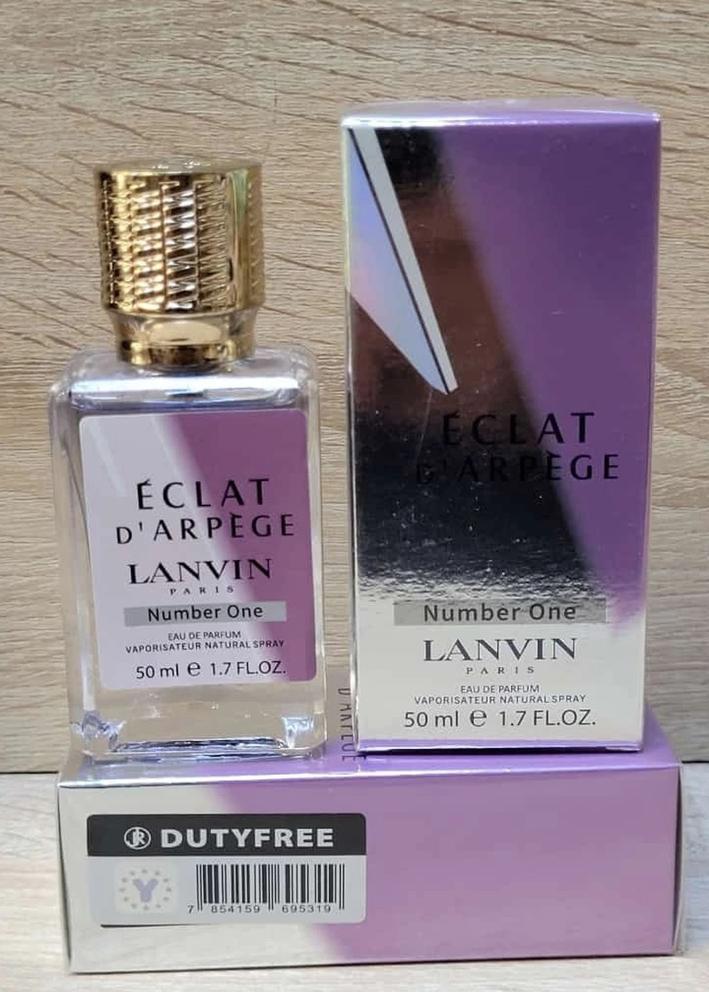 ÉCLAT
D'ARPÈGE
LANVIN
PARIS
Number One
EAU DE PARFUM
VAPORISATEUR NATURAL SPRAY
50 ml e 1.7 FL.OZ.
ÉCLAT
D'ARPÈGE
Number One
LANVIN
PARIS
EAU DE PARFUM
VAPORISATEUR NATURAL SPRAY
50 ml e 1.7 FL.OZ.
D'ARPÈGE
DUTYFREE
Y
7 854159 695319